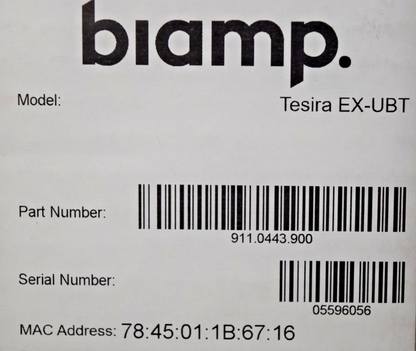 biamp.
Model: Tesira EX-UBT
Part Number:
911.0443.900
Serial Number:
05596056
MAC Address: 78:45:01:1B:67:16